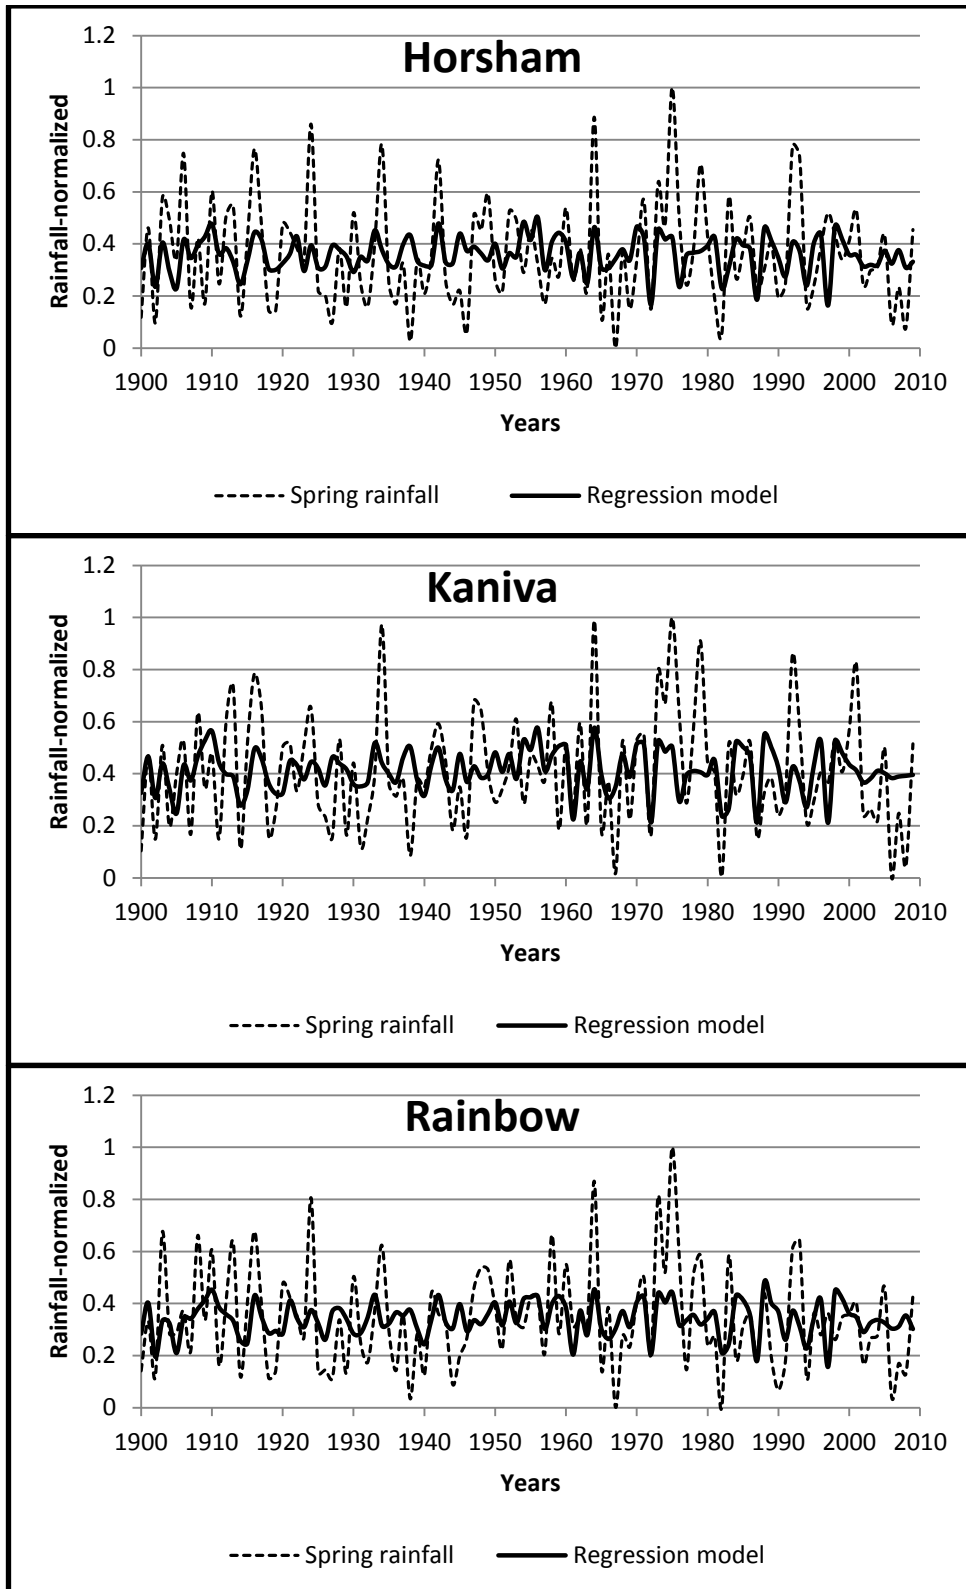 Horsham
Rainfall-normalized
1.2
1
0.8
0.6
0.4
0.2
0
1900 1910 1920 1930 1940 1950 1960 1970 1980 1990 2000 2010
Years
Spring rainfall Regression model
Kaniva
Rainfall-normalized
1.2
1
0.8
0.6
0.4
0.2
0
1900 1910 1920 1930 1940 1950 1960 1970 1980 1990 2000 2010
Years
Spring rainfall Regression model
Rainbow
Rainfall-normalized
1.2
1
0.8
0.6
0.4
0.2
0
1900 1910 1920 1930 1940 1950 1960 1970 1980 1990 2000 2010
Years
Spring rainfall Regression model